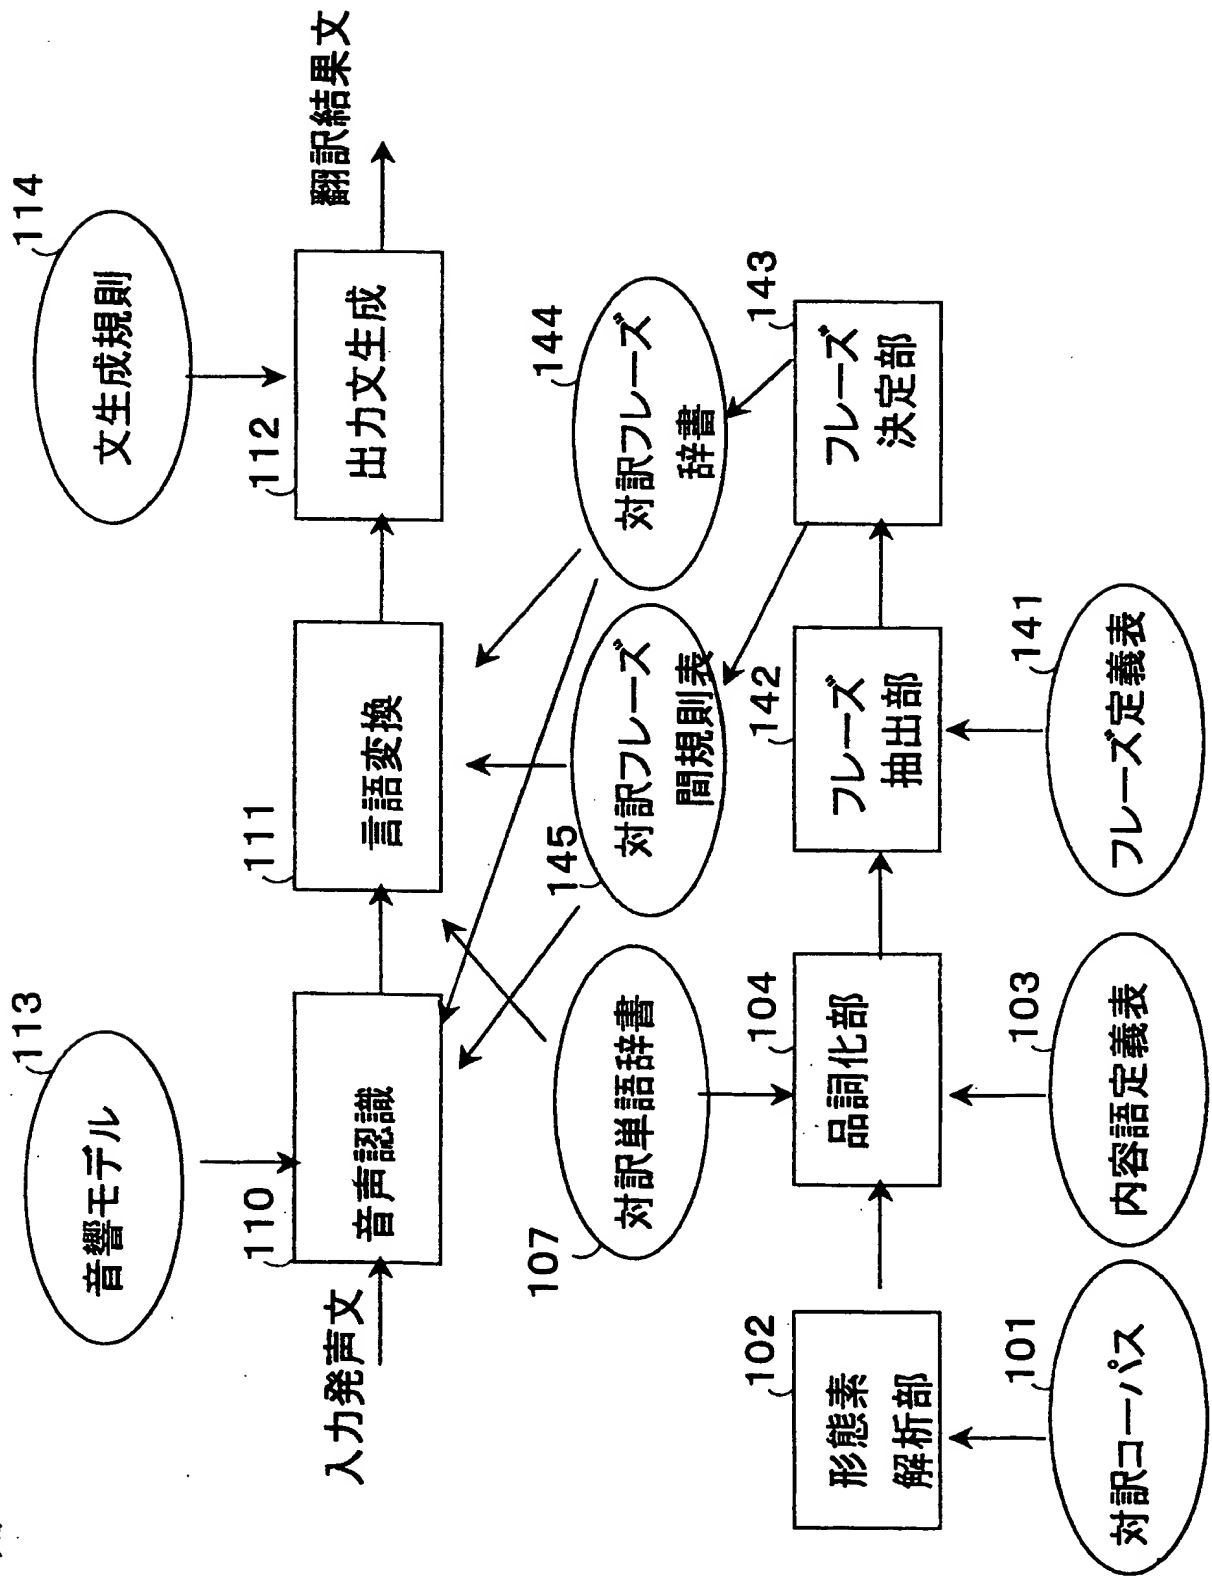 113
音響モデル
114
文生成規則
入力発声文
110
音声認識
111
言語変換
112
出力文生成
翻訳結果文
107
対訳単語辞書
145
対訳フレーズ
間規則表
144
対訳フレーズ
辞書
102
形態素
解析部
104
品詞化部
142
フレーズ
抽出部
143
フレーズ
決定部
101
対訳コーパス
103
内容語定義表
141
フレーズ定義表